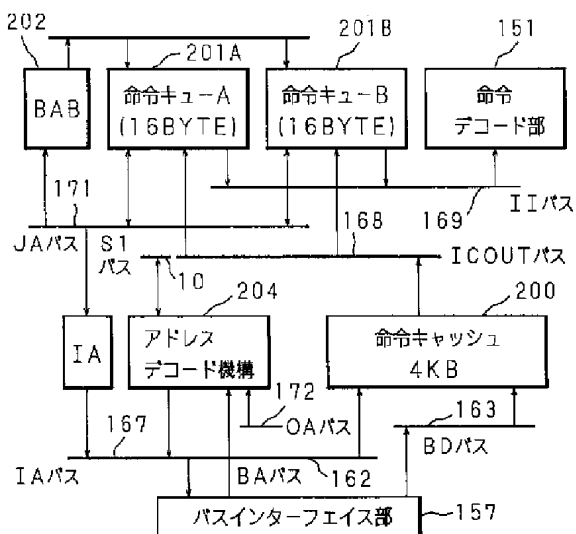 202
201A
201B
151
BAB
命令キューA
(16BYTE)
命令キューB
(16BYTE)
命令
デコード部
171
169
IIバス
JAバス
S1
バス
168
10
ICOUTバス
204
200
IA
アドレス
デコード機構
命令キャッシュ
4KB
172
OAバス
163
BDバス
167
IAバス
BAバス
162
バスインターフェイス部
157